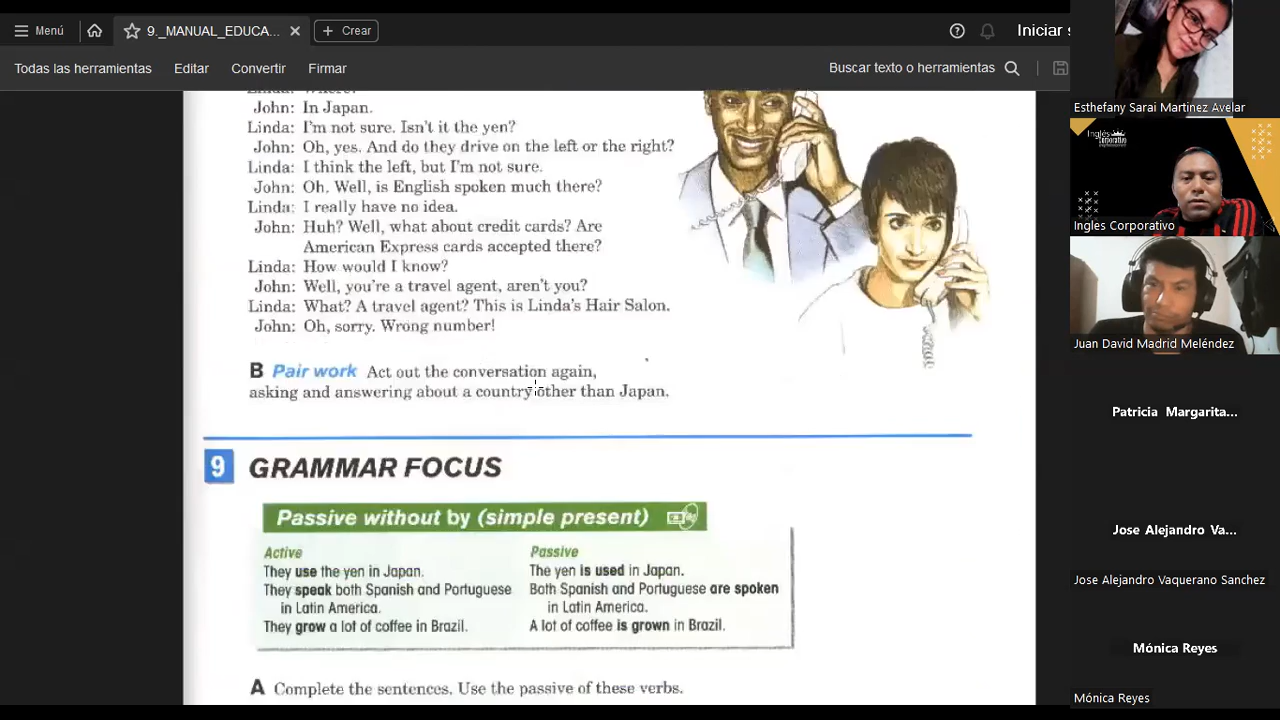 Menú
9._MANUAL_EDUCA...
Crear
Iniciar s
Todas las herramientas
Editar
Convertir
Firmar
Buscar texto o herramientas
Linda: Where?
John: In Japan.
Linda: I'm not sure. Isn't it the yen?
John: Oh, yes. And do they drive on the left or the right?
Linda: I think the left, but I'm not sure.
John: Oh. Well, is English spoken much there?
Linda: I really have no idea.
John: Huh? Well, what about credit cards? Are
American Express cards accepted there?
Linda: How would I know?
John: Well, you're a travel agent, aren't you?
Linda: What? A travel agent? This is Linda's Hair Salon.
John: Oh, sorry. Wrong number!
B Pair work Act out the conversation again,
asking and answering about a country other than Japan.
9 GRAMMAR FOCUS
Passive without by (simple present)
Active
They use the yen in Japan.
They speak both Spanish and Portuguese
in Latin America.
They grow a lot of coffee in Brazil.
Passive
The yen is used in Japan.
Both Spanish and Portuguese are spoken
in Latin America.
A lot of coffee is grown in Brazil.
A Complete the sentences. Use the passive of these verbs.
Esthefany Sarai Martinez Avelar
Inglés
Corporativo
Ingles Corporativo
Juan David Madrid Meléndez
Patricia Margarita...
Jose Alejandro Va...
Jose Alejandro Vaquerano Sanchez
Mónica Reyes
Mónica Reyes